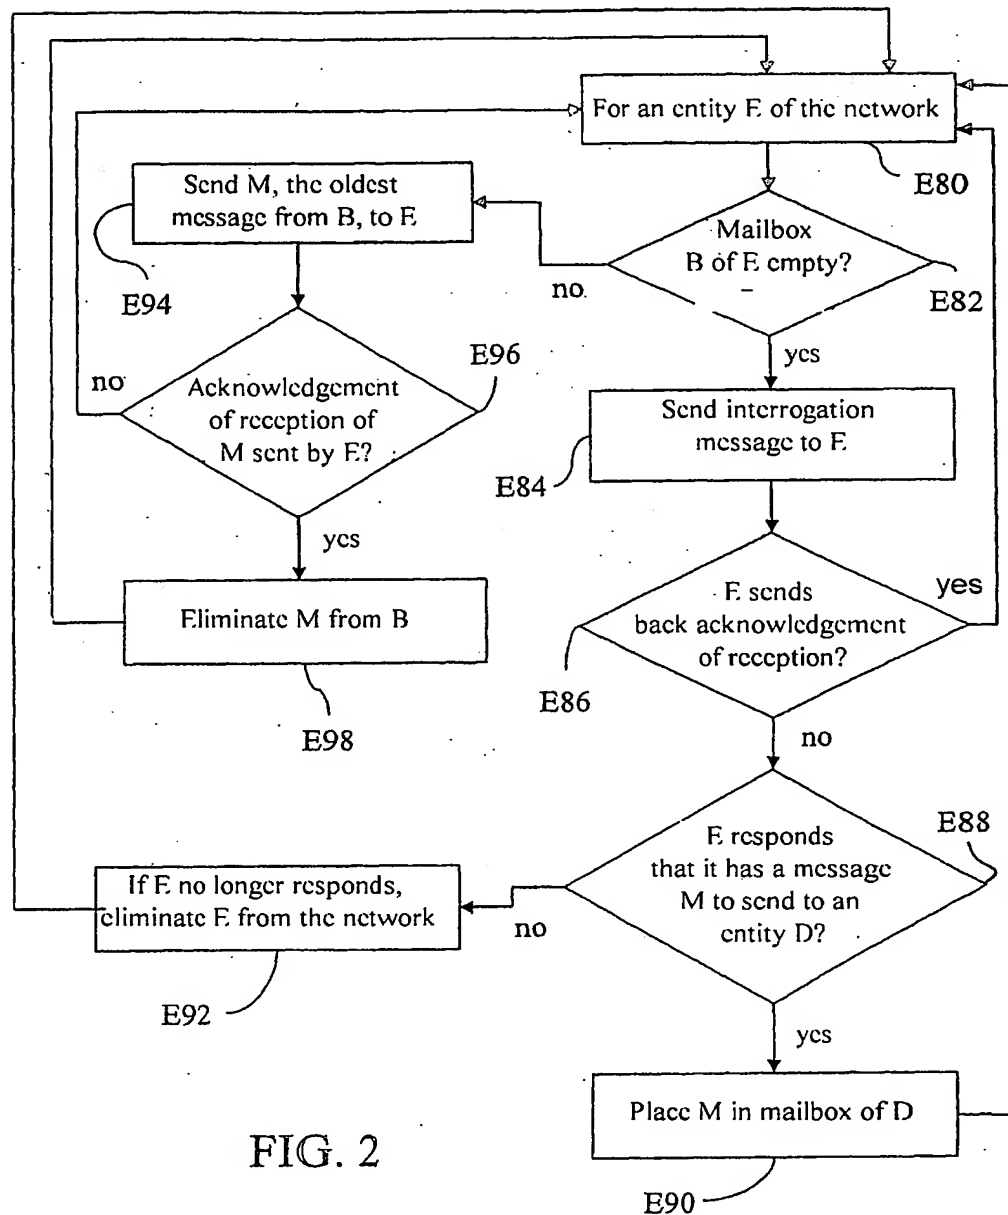 For an entity E of the network
E80
Send M, the oldest
message from B, to E
E94
Mailbox
B of E empty?
E82
no
yes
E96
no
Acknowledgement
of reception of
M sent by E?
Send interrogation
message to E
E84
yes
Eliminate M from B
E98
E sends
back acknowledgement
of reception?
yes
E86
no
E88
E responds
that it has a message
M to send to an
entity D?
If E no longer responds,
eliminate E from the network
no
E92
yes
Place M in mailbox of D
E90
FIG. 2